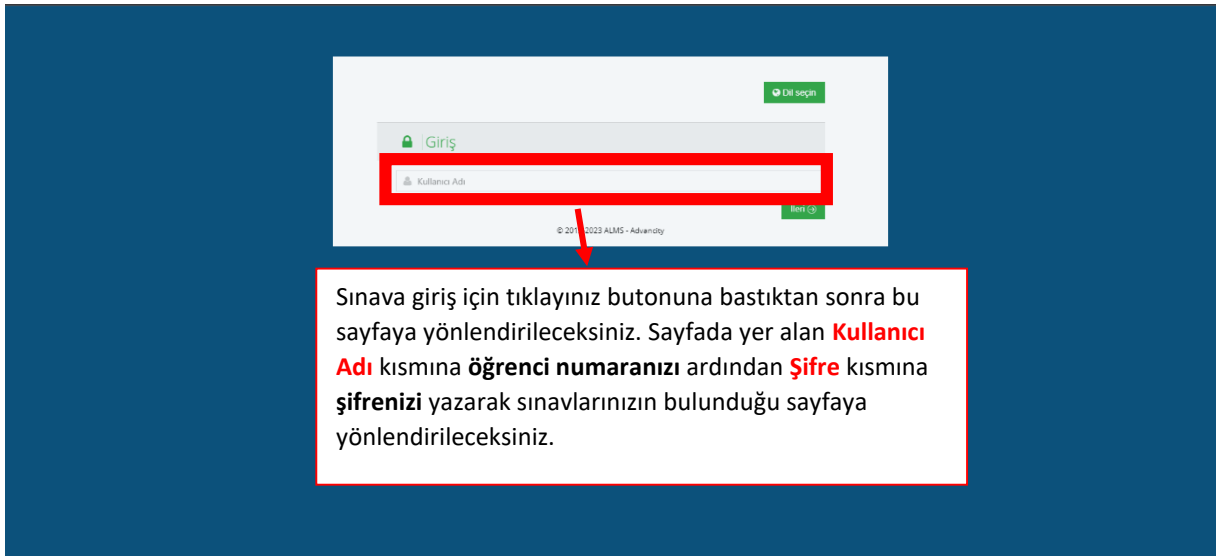 Dil seçin
Giriş
Kullanıcı Adı
İleri
2023 ALMS - Advancity
Sınava giriş için tıklayınız butonuna bastıktan sonra bu
sayfaya yönlendirileceksiniz. Sayfada yer alan Kullanıcı
Adı kısmına öğrenci numaranızı ardından Şifre kısmına
şifrenizi yazarak sınavlarınızın bulunduğu sayfaya
yönlendirileceksiniz.